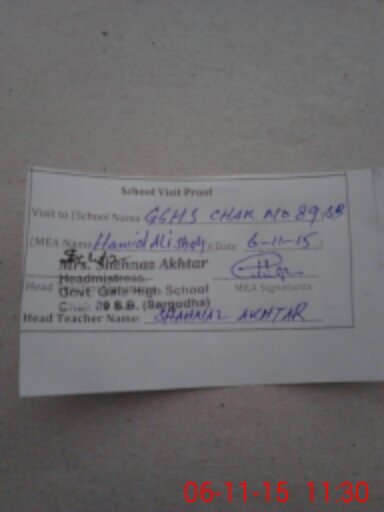 School Visit Proof
Visit to (School Name GGHS CHAK NO 89 SB
(MEA Name Hamid Ali Date 6-11-15 )
Mrs. Shehnaz Akhtar
Headmistress
Head MEA Signatures
Govt. Girls High School
Chak 89 S.B. (Sargodha)
Head Teacher Name: SHAHNAZ AKHTAR
06-11-15 11:30